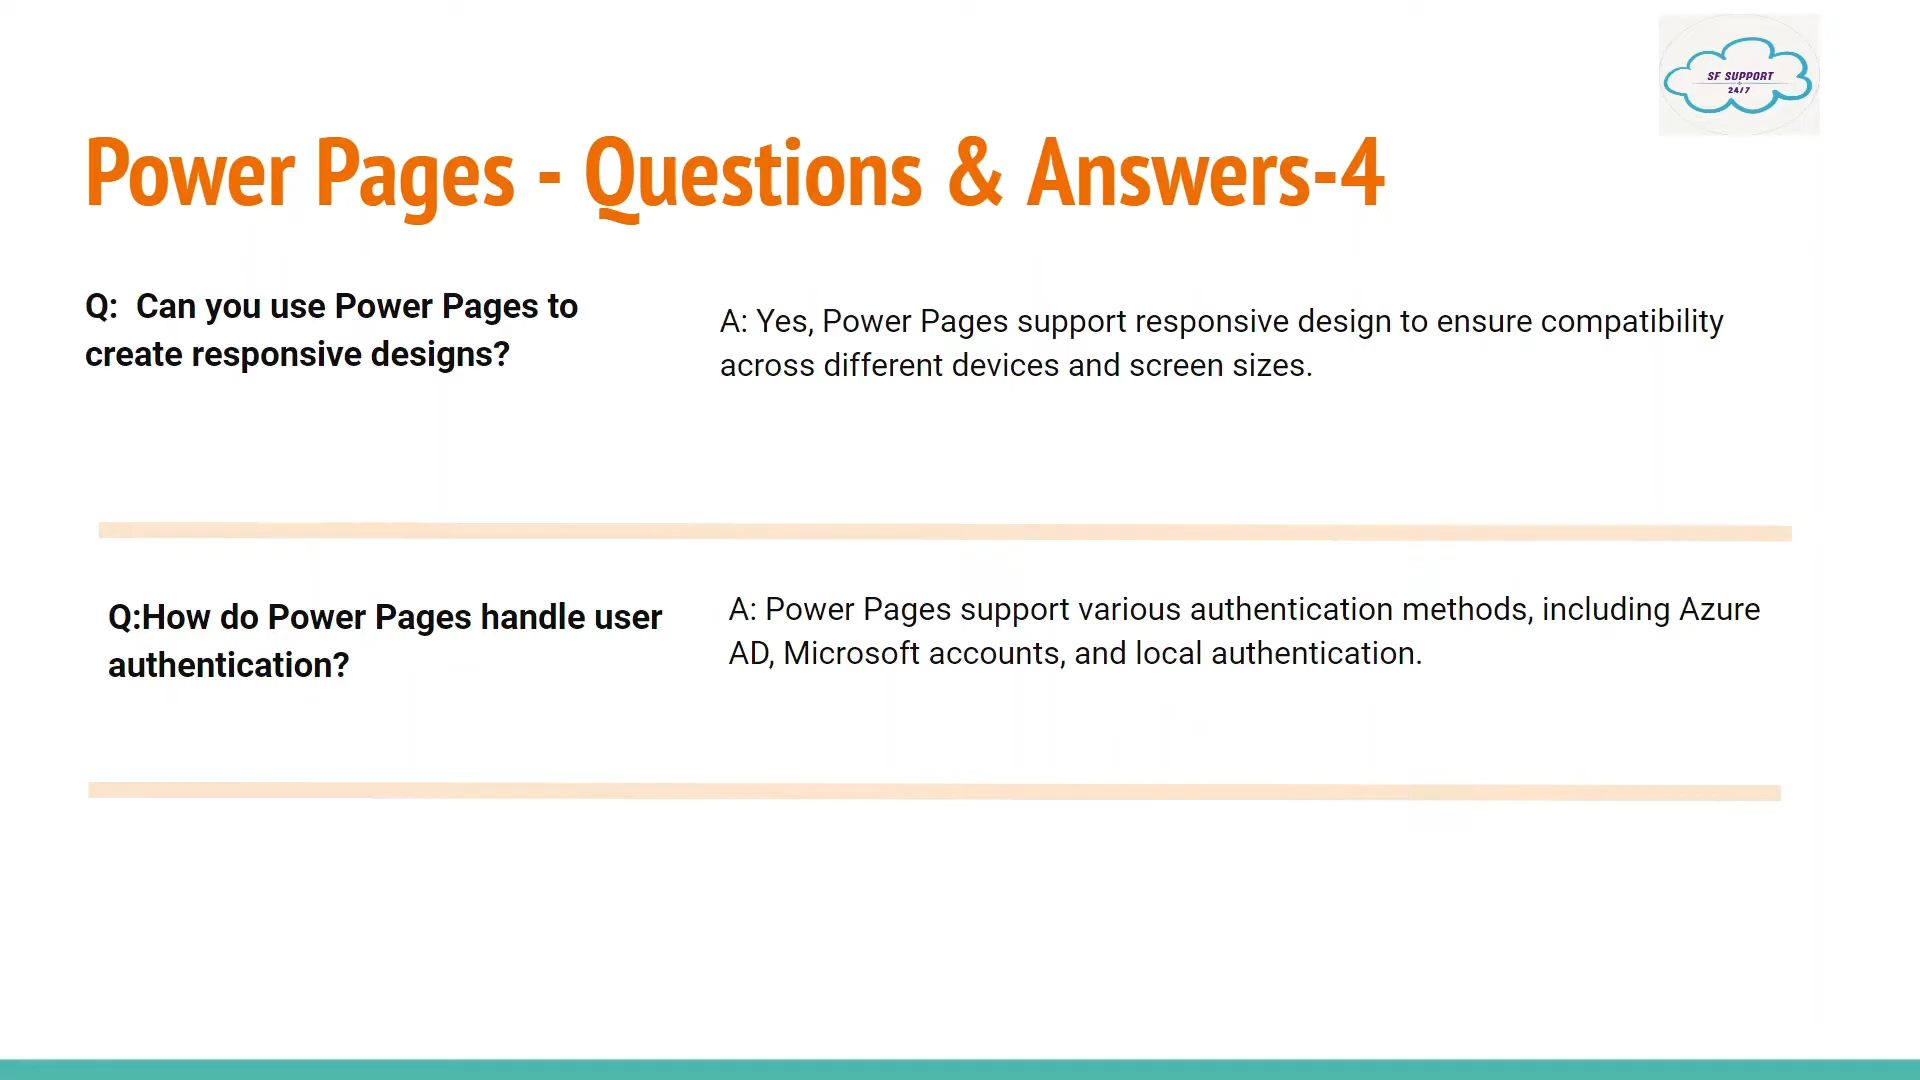 SF SUPPORT
24/7
Power Pages - Questions & Answers-4
Q:  Can you use Power Pages to
create responsive designs?
A: Yes, Power Pages support responsive design to ensure compatibility
across different devices and screen sizes.
Q:How do Power Pages handle user
authentication?
A: Power Pages support various authentication methods, including Azure
AD, Microsoft accounts, and local authentication.